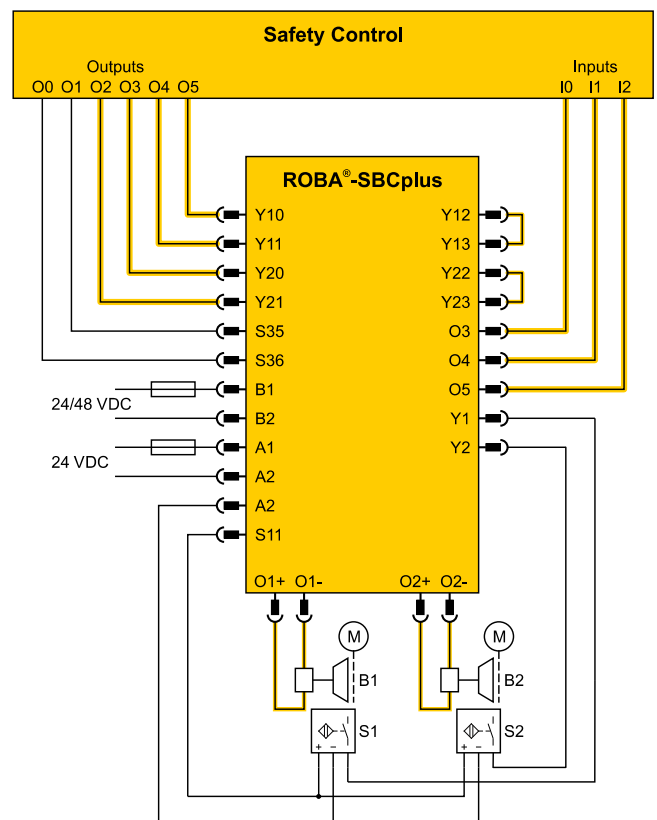 Safety Control
Outputs Inputs
O0 O1 O2 O3 O4 O5 I0 I1 I2
ROBA®-SBCplus
Y10 Y12
Y11 Y13
Y20 Y22
Y21 Y23
S35 O3
S36 O4
B1 O5
24/48 VDC
B2 Y1
A1 Y2
24 VDC
A2
A2
S11
O1+ O1- O2+ O2-
M M
B1 B2
S1 S2
+ – + –